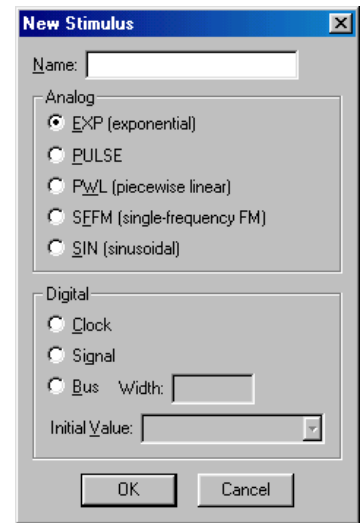 New Stimulus
Name:
Analog
EXP (exponential)
PULSE
PWL (piecewise linear)
SFFM (single-frequency FM)
SIN (sinusoidal)
Digital
Clock
Signal
Bus Width:
Initial Value:
OK Cancel